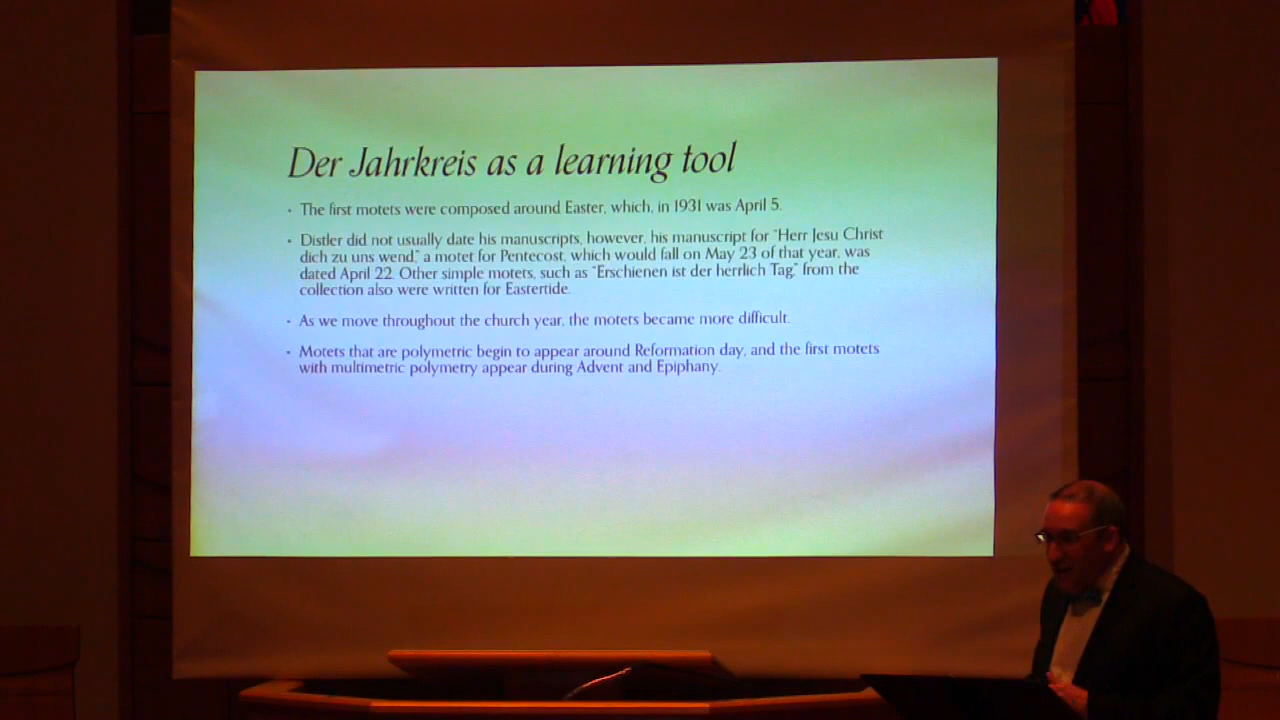 Der Jahrkreis as a learning tool
• The first motets were composed around Easter, which, in 1931 was April 5.
• Distler did not usually date his manuscripts, however, his manuscript for "Herr Jesu Christ
dich zu uns wend," a motet for Pentecost, which would fall on May 23 of that year, was
dated April 22. Other simple motets, such as "Erschienen ist der herrlich Tag," from the
collection also were written for Eastertide.
• As we move throughout the church year, the motets became more difficult.
• Motets that are polymetric begin to appear around Reformation day, and the first motets
with multimetric polymetry appear during Advent and Epiphany.